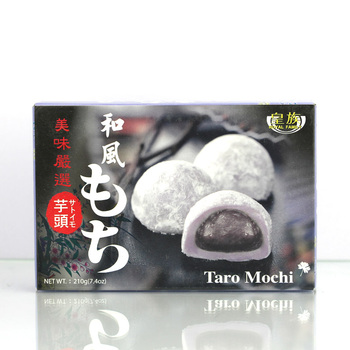 皇族
ROYAL FAMILY
和風
もち
美味嚴選
芋頭
サトイモ
Taro Mochi
NET WT.：210g(7.4oz)